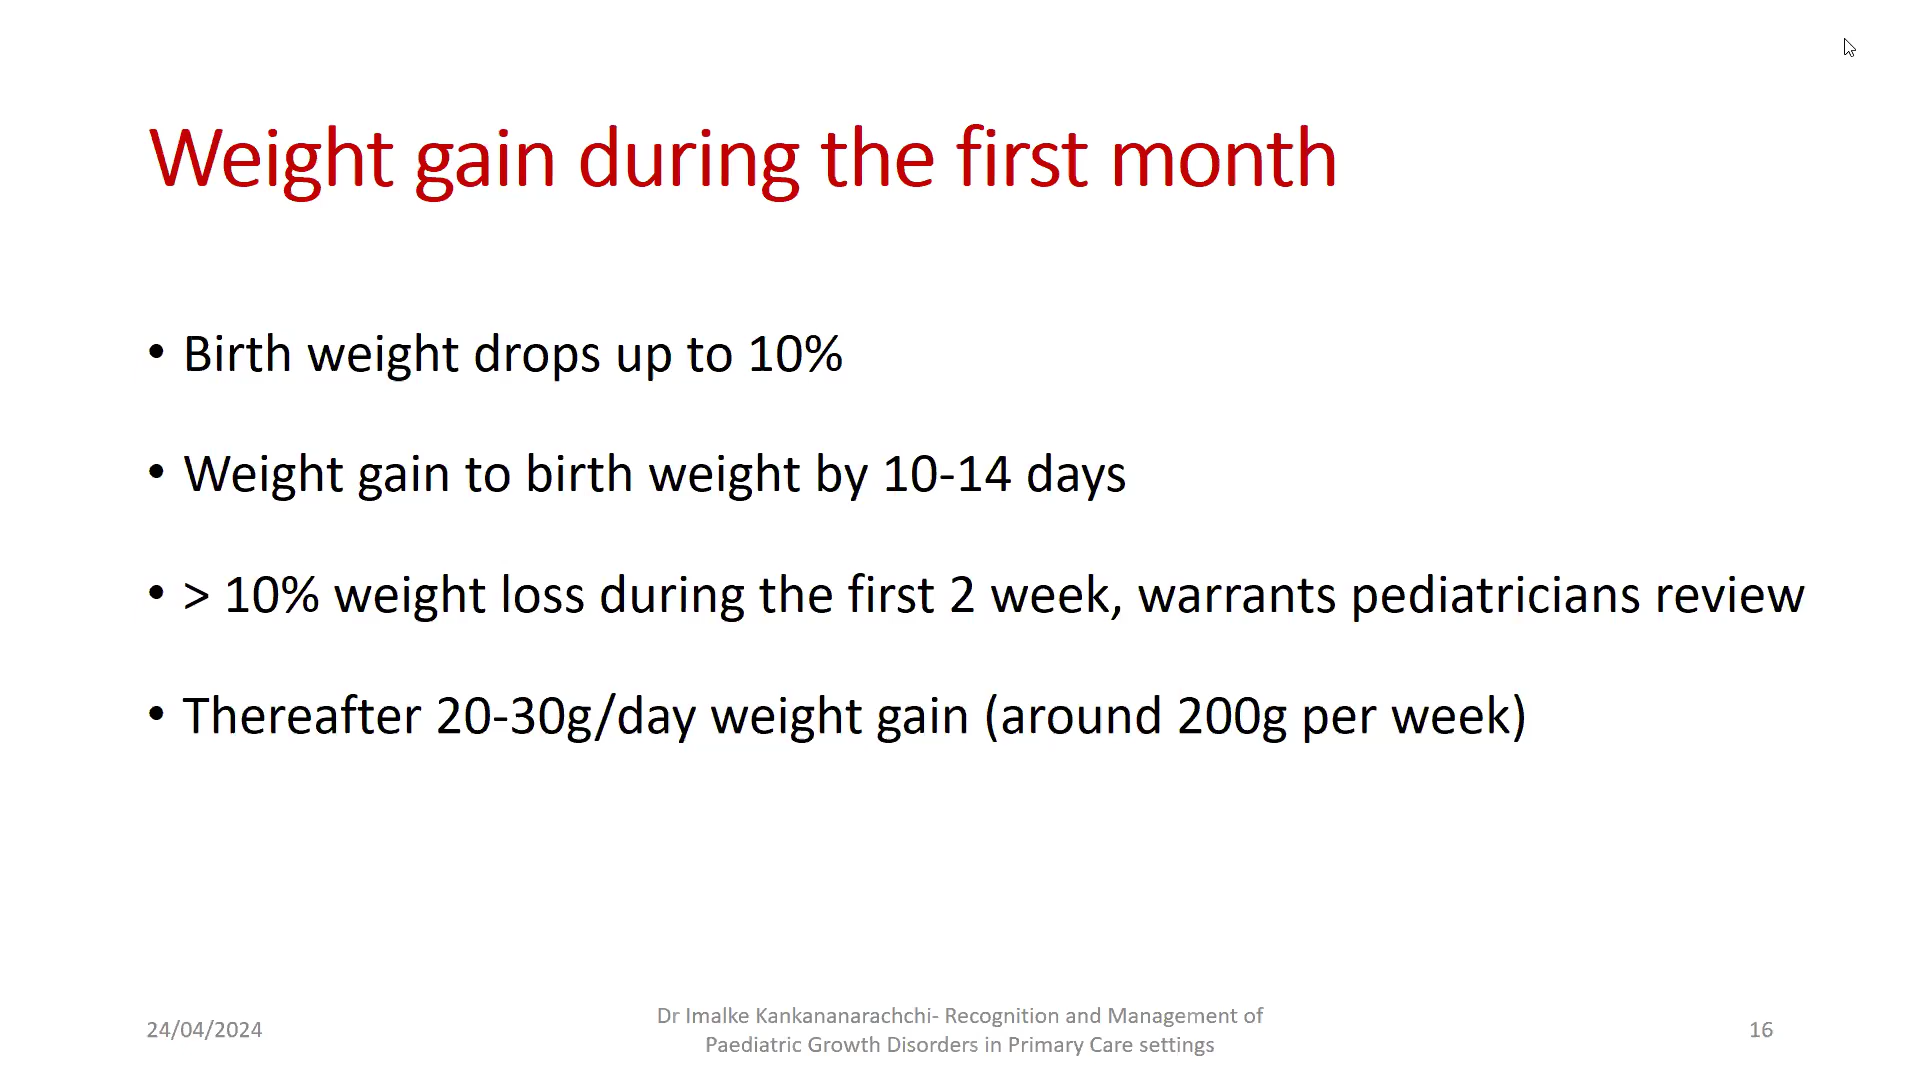 Weight gain during the first month
• Birth weight drops up to 10%
• Weight gain to birth weight by 10-14 days
• > 10% weight loss during the first 2 week, warrants pediatricians review
• Thereafter 20-30g/day weight gain (around 200g per week)
24/04/2024
Dr Imalke Kankananarachchi- Recognition and Management of
Paediatric Growth Disorders in Primary Care settings
16